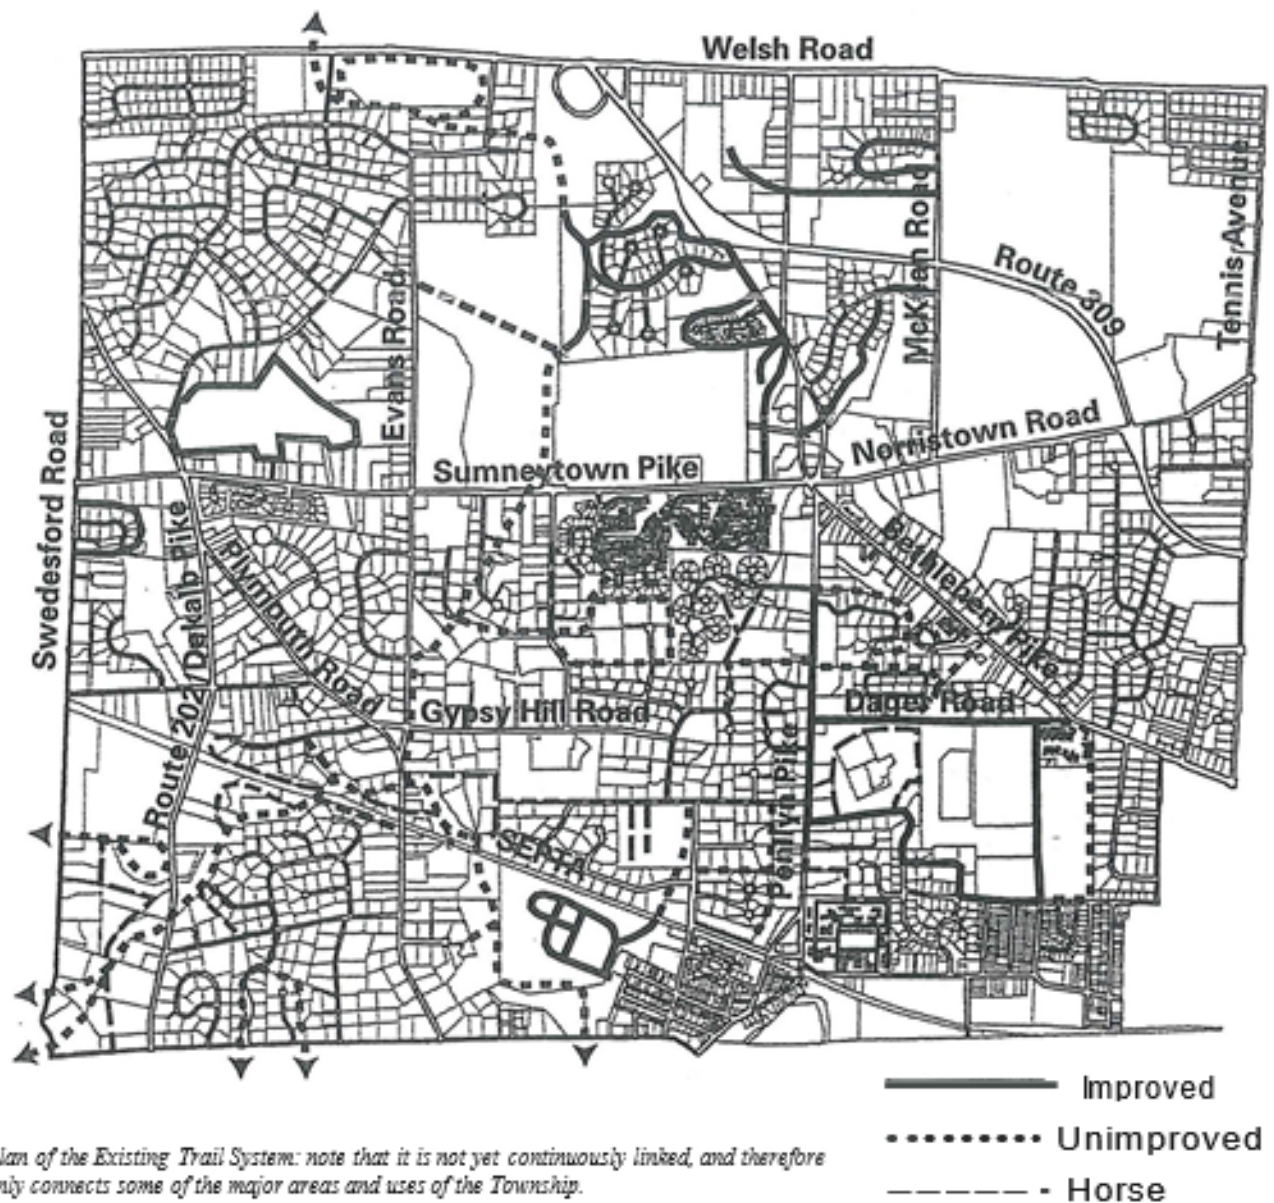 Welsh Road
McKean Road
Route 309
Tennis Avenue
Evans Road
Norristown Road
Sumneytown Pike
Swedesford Road
Bethlehem Pike
Plymouth Road
Route 202/Dekalb Pike
Gypsy Hill Road
Dager Road
Penllyn Pike
SEPTA
Improved
Unimproved
Horse
lan of the Existing Trail System: note that it is not yet continuously linked, and therefore
nly connects some of the major areas and uses of the Township.